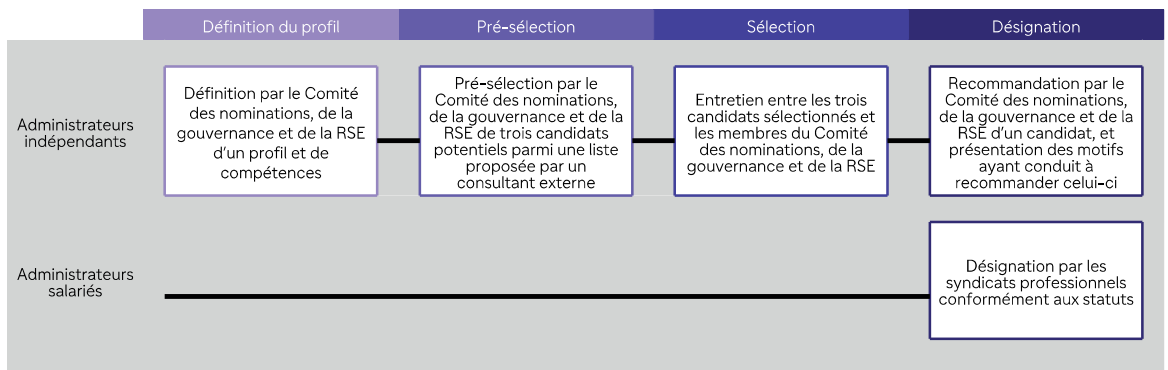 Définition du profil
Pré-sélection
Sélection
Désignation
Administrateurs
indépendants
Définition par le Comité
des nominations, de la
gouvernance et de la RSE
d'un profil et de
compétences
Pré-sélection par le
Comité des nominations,
de la gouvernance et de la
RSE de trois candidats
potentiels parmi une liste
proposée par un
consultant externe
Entretien entre les trois
candidats sélectionnés et
les membres du Comité
des nominations, de la
gouvernance et de la RSE
Recommandation par le
Comité des nominations,
de la gouvernance et de la
RSE d'un candidat, et
présentation des motifs
ayant conduit à
recommander celui-ci
Administrateurs
salariés
Désignation par les
syndicats professionnels
conformément aux statuts